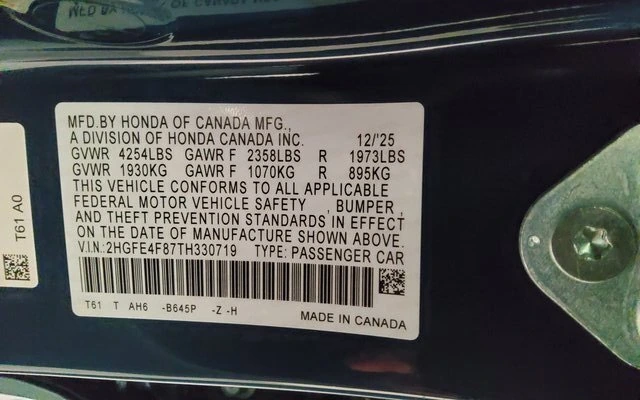 MFD.BY HONDA OF CANADA MFG.,
A DIVISION OF HONDA CANADA INC. 12/'25
GVWR 4254LBS GAWR F 2358LBS R 1973LBS
GVWR 1930KG GAWR F 1070KG R 895KG
THIS VEHICLE CONFORMS TO ALL APPLICABLE
FEDERAL MOTOR VEHICLE SAFETY , BUMPER ,
AND THEFT PREVENTION STANDARDS IN EFFECT
ON THE DATE OF MANUFACTURE SHOWN ABOVE.
V.I.N:2HGFE4F87TH330719 TYPE: PASSENGER CAR
T61 T AH6 -B645P -Z -H
MADE IN CANADA
T61 A0